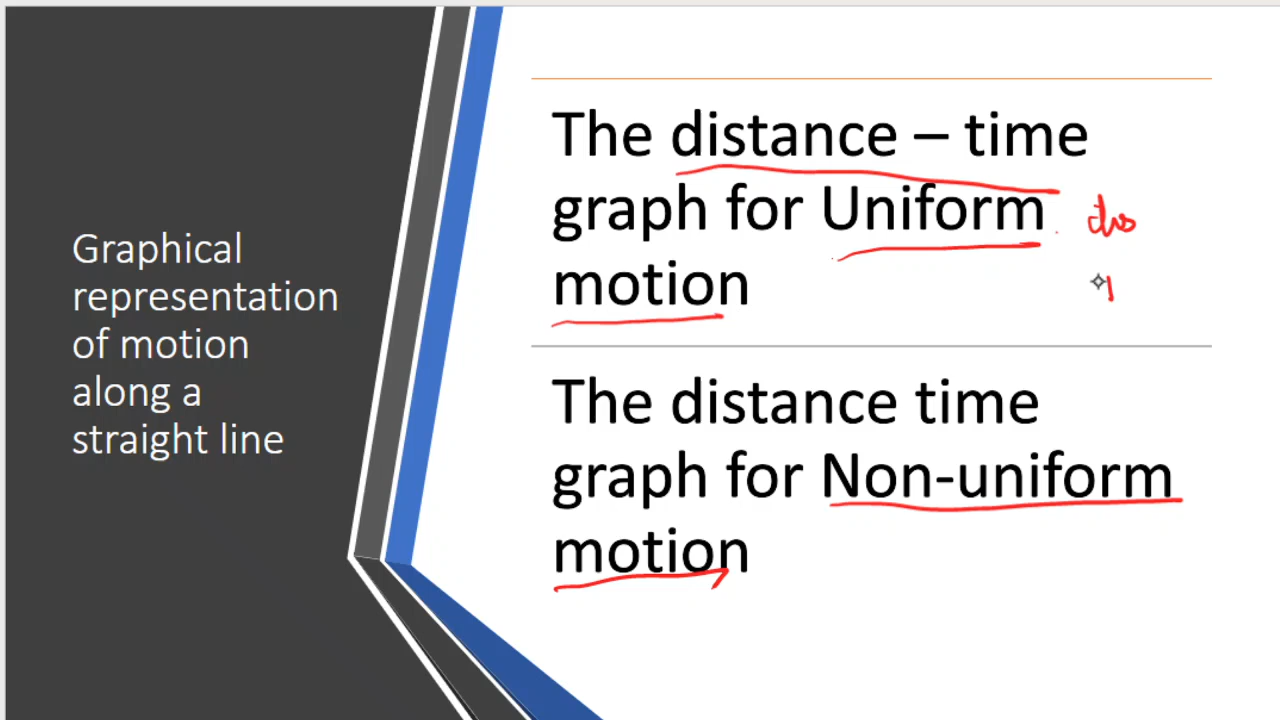 Graphical
representation
of motion
along a
straight line
The distance – time
graph for Uniform
motion
The distance time
graph for Non-uniform
motion